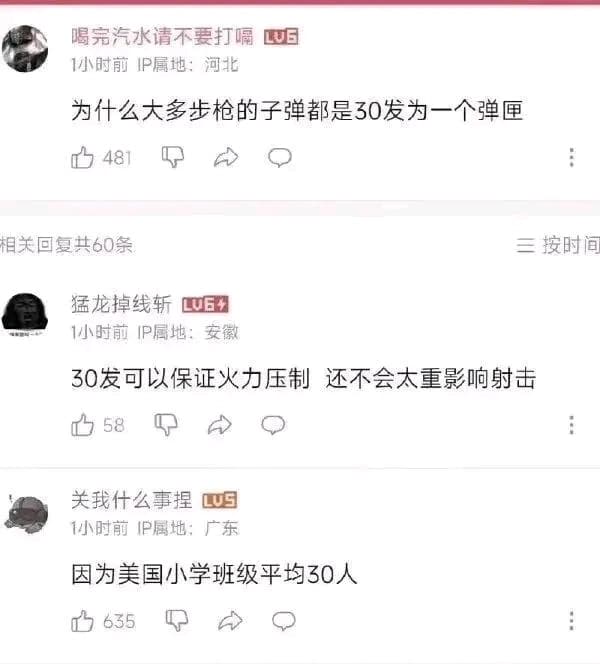 喝完汽水请不要打嗝 LV6
1小时前 IP属地：河北
为什么大多步枪的子弹都是30发为一个弹匣
481
相关回复共60条 按时间
猛龙掉线斩 LV6
1小时前 IP属地：安徽
30发可以保证火力压制 还不会太重影响射击
58
关我什么事捏 LV5
1小时前 IP属地：广东
因为美国小学班级平均30人
635